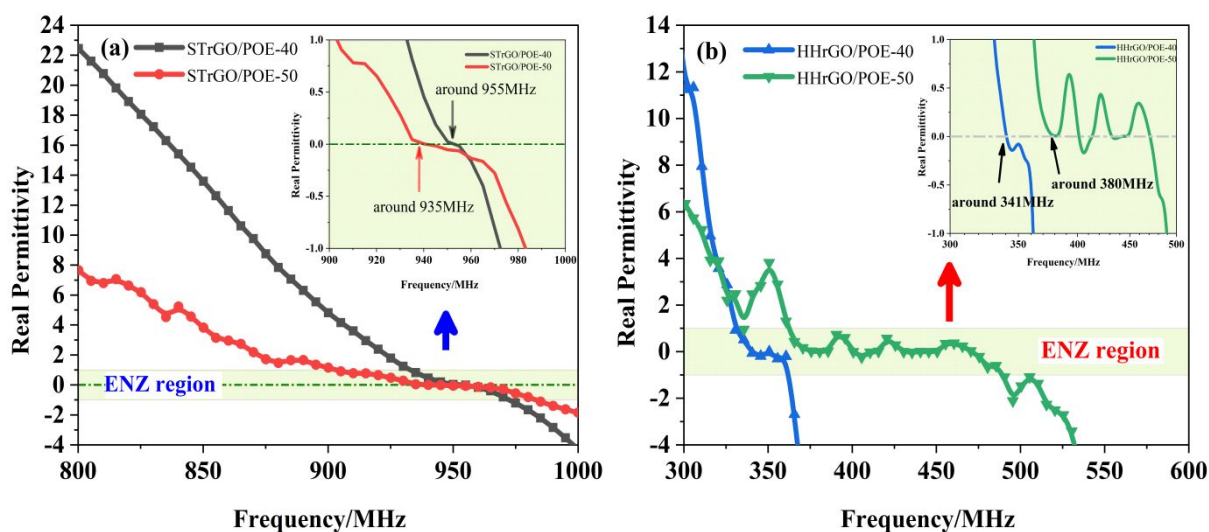 (a)
STrGO/POE-40
STrGO/POE-50
24
22
20
18
16
14
12
10
8
6
4
2
0
-2
-4
Real Permittivity
800
850
900
950
1000
Frequency/MHz
ENZ region
STrGO/POE-40
STrGO/POE-50
1.0
0.5
0.0
-0.5
-1.0
Real Permittivity
around 955MHz
around 935MHz
900
920
940
960
980
1000
Frequency/MHz
(b)
HHrGO/POE-40
HHrGO/POE-50
14
12
10
8
6
4
2
0
-2
-4
Real Permittivity
300
350
400
450
500
550
600
Frequency/MHz
ENZ region
HHrGO/POE-40
HHrGO/POE-50
1.0
0.5
0.0
-0.5
-1.0
Real Permittivity
around 380MHz
around 341MHz
300
350
400
450
500
Frequency/MHz